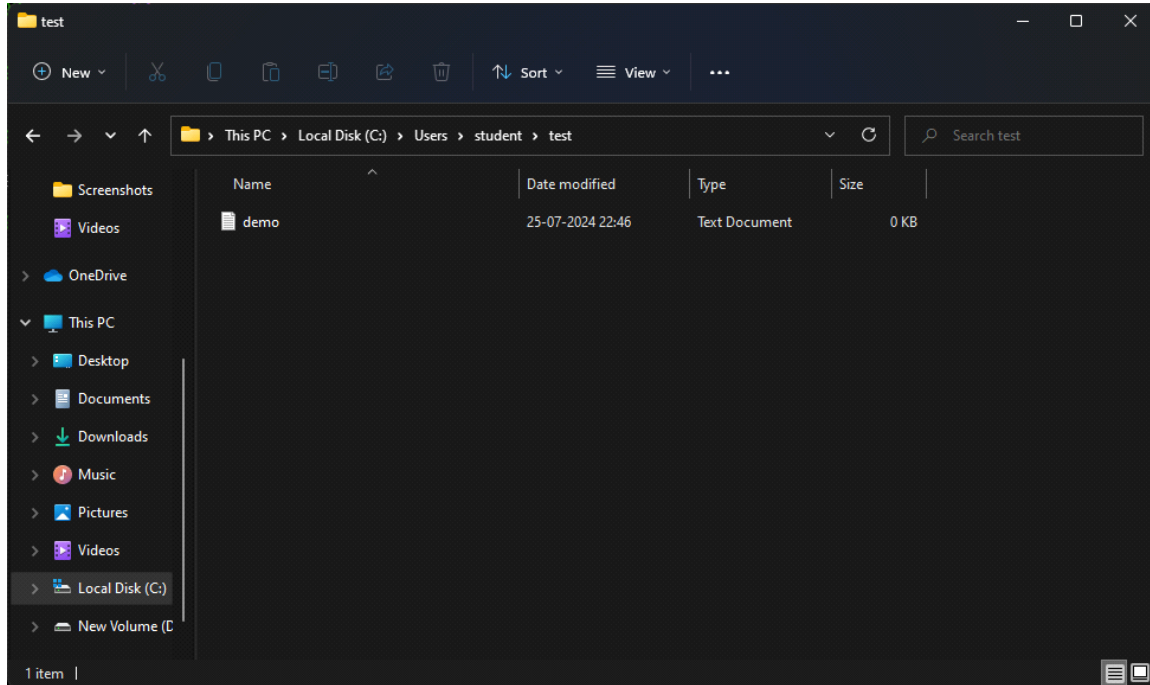 test
New Sort View
This PC Local Disk (C:) Users student test Search test
Screenshots
Videos
OneDrive
This PC
Desktop
Documents
Downloads
Music
Pictures
Videos
Local Disk (C:)
New Volume (D
Name Date modified Type Size
demo 25-07-2024 22:46 Text Document 0 KB
1 item